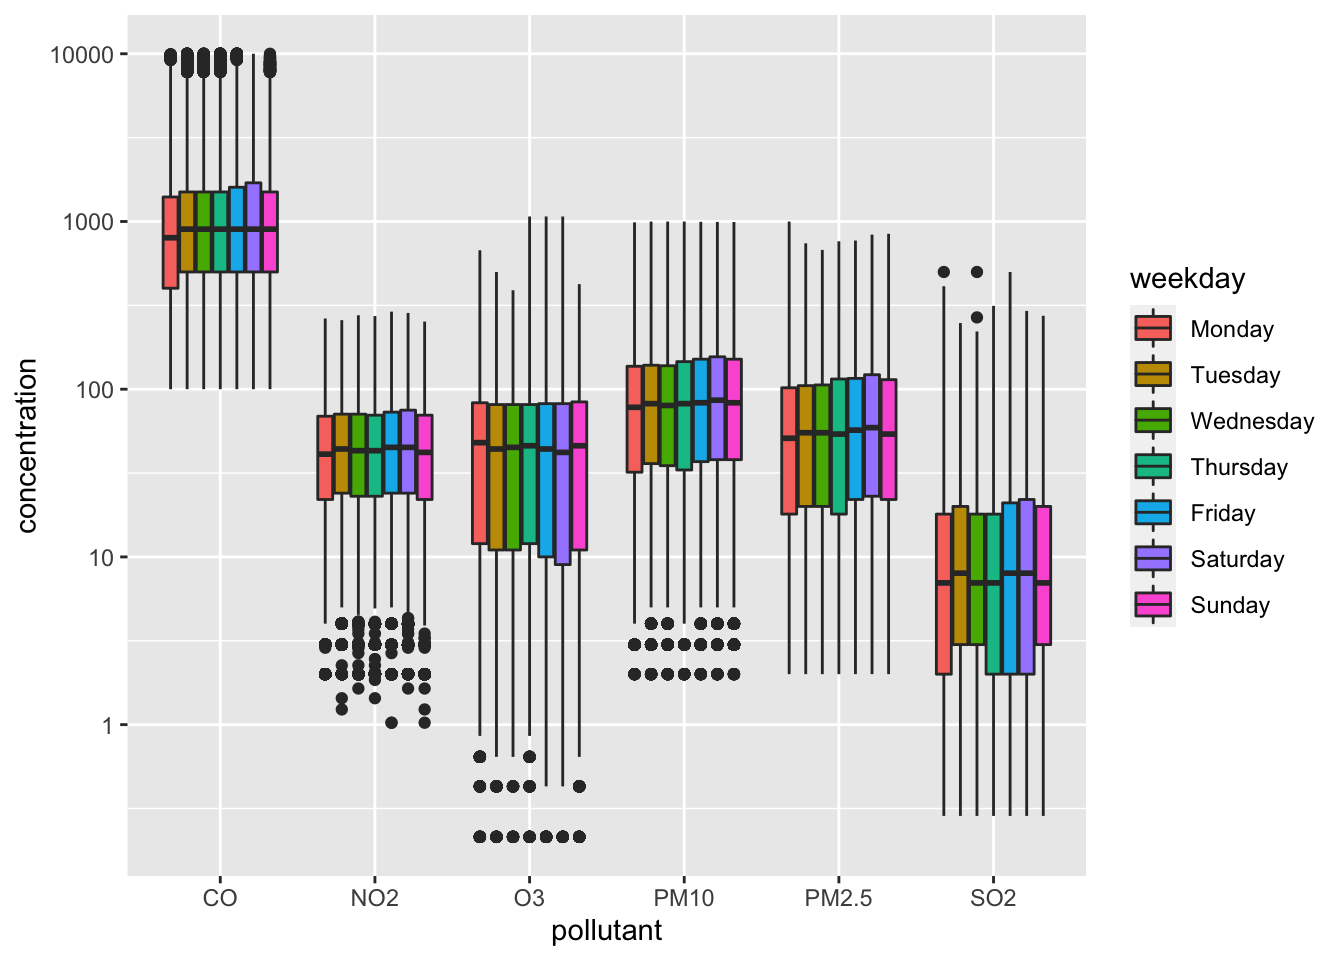 10000
1000
100
10
1
concentration
CO
NO2
O3
PM10
PM2.5
SO2
pollutant
weekday
Monday
Tuesday
Wednesday
Thursday
Friday
Saturday
Sunday